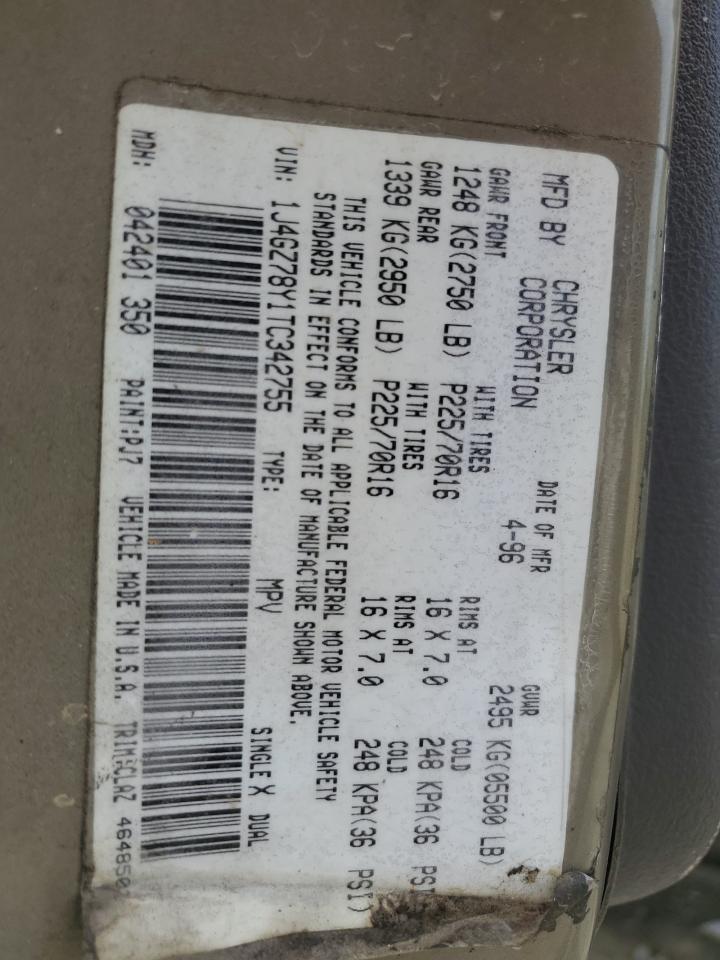 MFD BY CHRYSLER CORPORATION DATE OF MFR 4-96 GVWR 2495 KG(05500 LB)
GAWR FRONT WITH TIRES RIMS AT COLD
1248 KG(2750 LB) P225/70R16 16 X 7.0 248 KPA(36 PSI
GAWR REAR WITH TIRES RIMS AT COLD
1339 KG(2950 LB) P225/70R16 16 X 7.0 248 KPA(36 PSI)
THIS VEHICLE CONFORMS TO ALL APPLICABLE FEDERAL MOTOR VEHICLE SAFETY
STANDARDS IN EFFECT ON THE DATE OF MANUFACTURE SHOWN ABOVE.
VIN: 1J4GZ78Y1TC342755 TYPE: MPV SINGLE X DUAL
MDH: 042401 350 PAINT:PJ7 VEHICLE MADE IN U.S.A. TRIM:CLAZ 464850